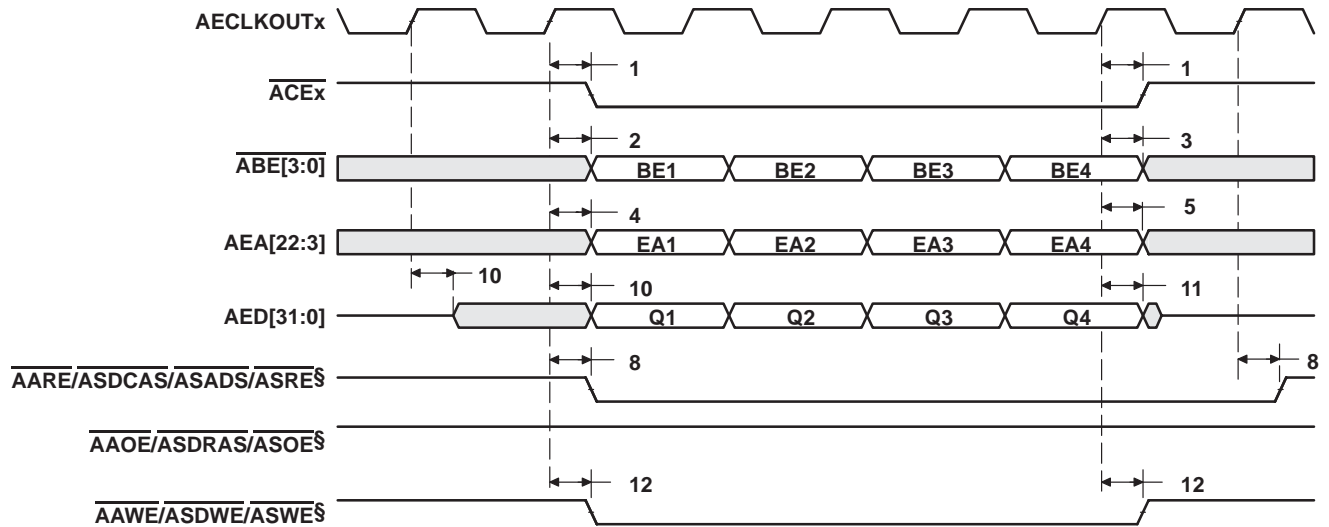 AECLKOUTx
1 1
ACEx
2 3
ABE[3:0] BE1 BE2 BE3 BE4
4 5
AEA[22:3] EA1 EA2 EA3 EA4
10 10 11
AED[31:0] Q1 Q2 Q3 Q4
8 8
AARE/ASDCAS/ASADS/ASRE§
AAOE/ASDRAS/ASOE§
12 12
AAWE/ASDWE/ASWE§